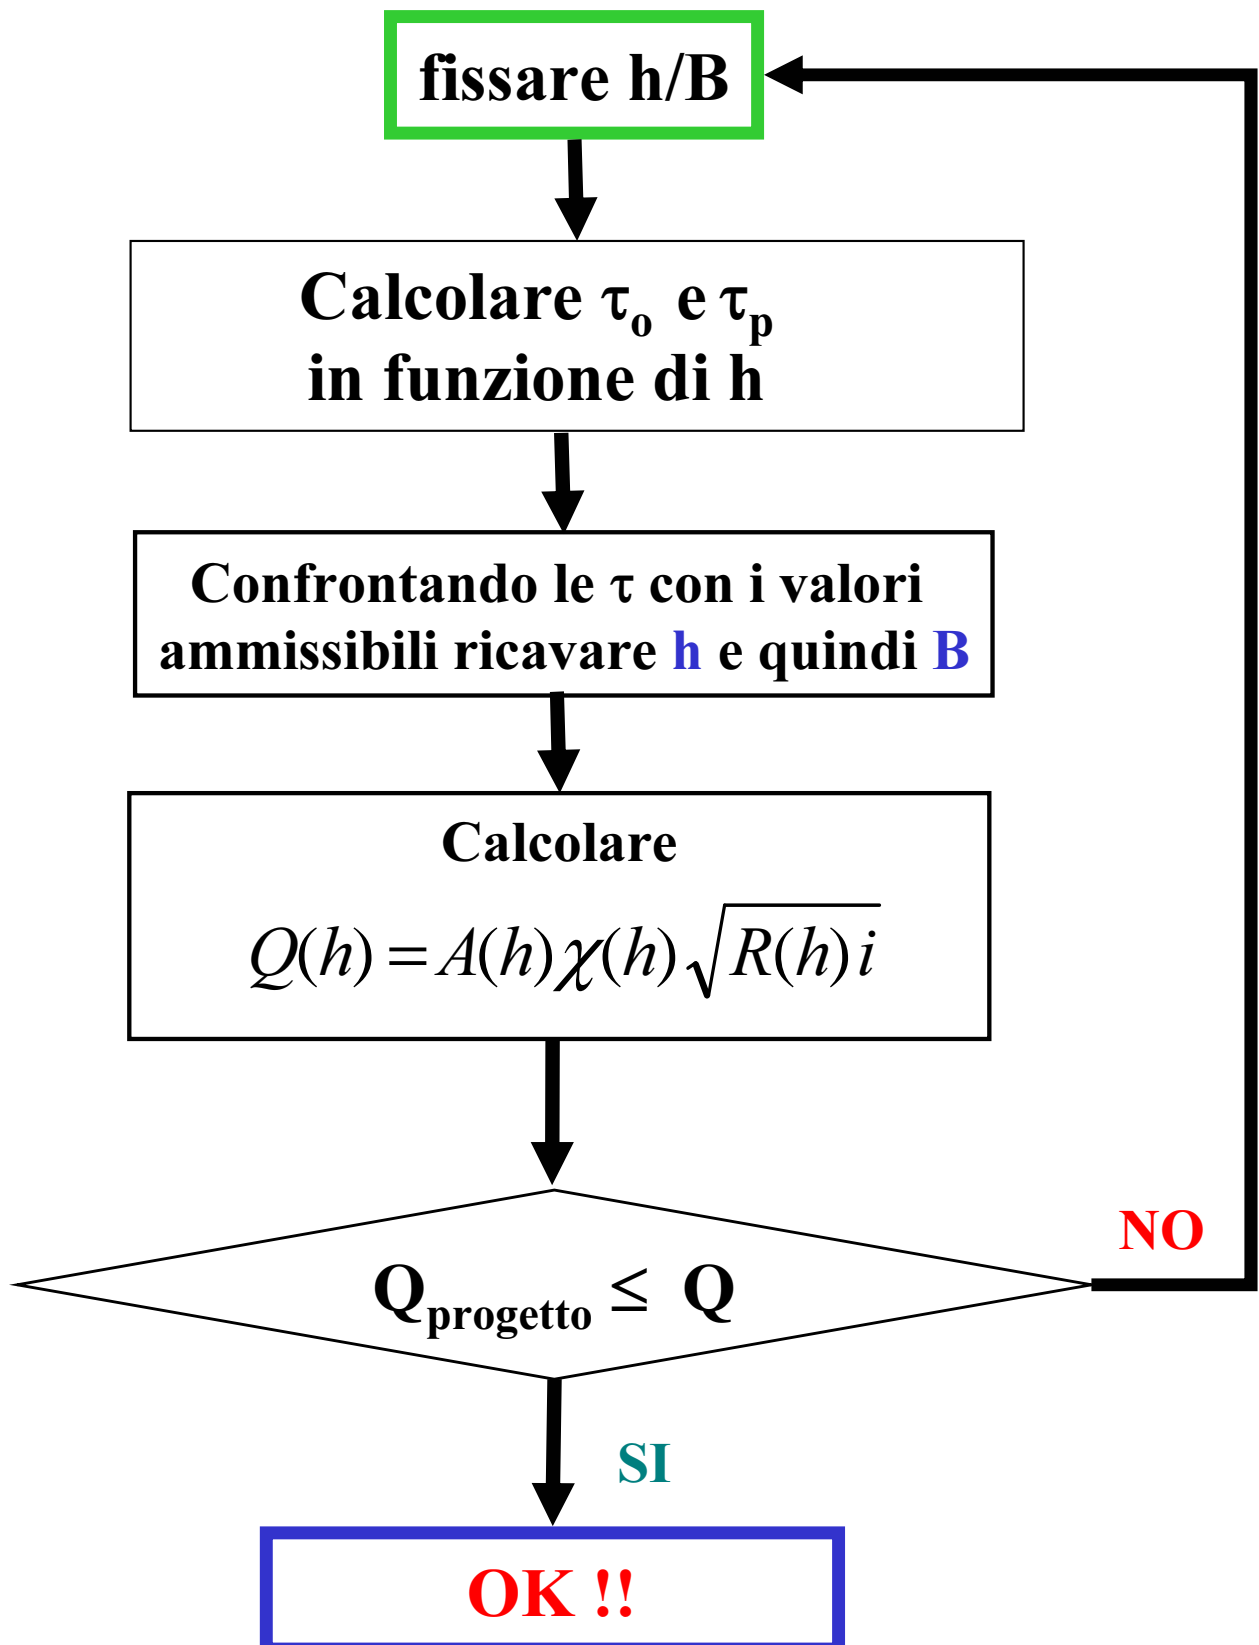 fissare h/B
Calcolare τₒ e τₚ
in funzione di h
Confrontando le τ con i valori
ammissibili ricavare h e quindi B
Calcolare
Q(h) = A(h)χ(h)√R(h) i
NO
Qprogetto ≤ Q
SI
OK !!